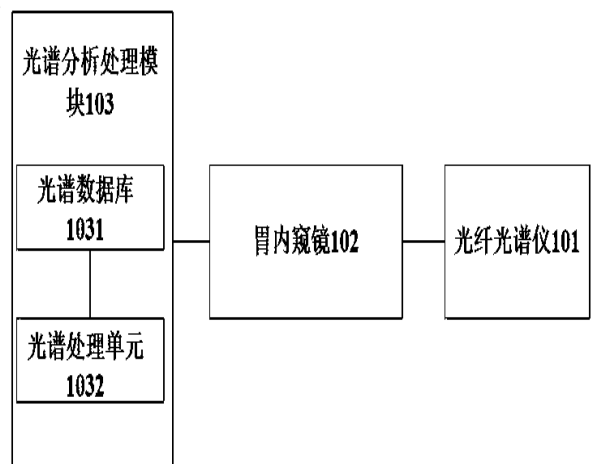 光谱分析处理模
块103
光谱数据库
1031
光谱处理单元
1032
胃内窥镜102
光纤光谱仪101